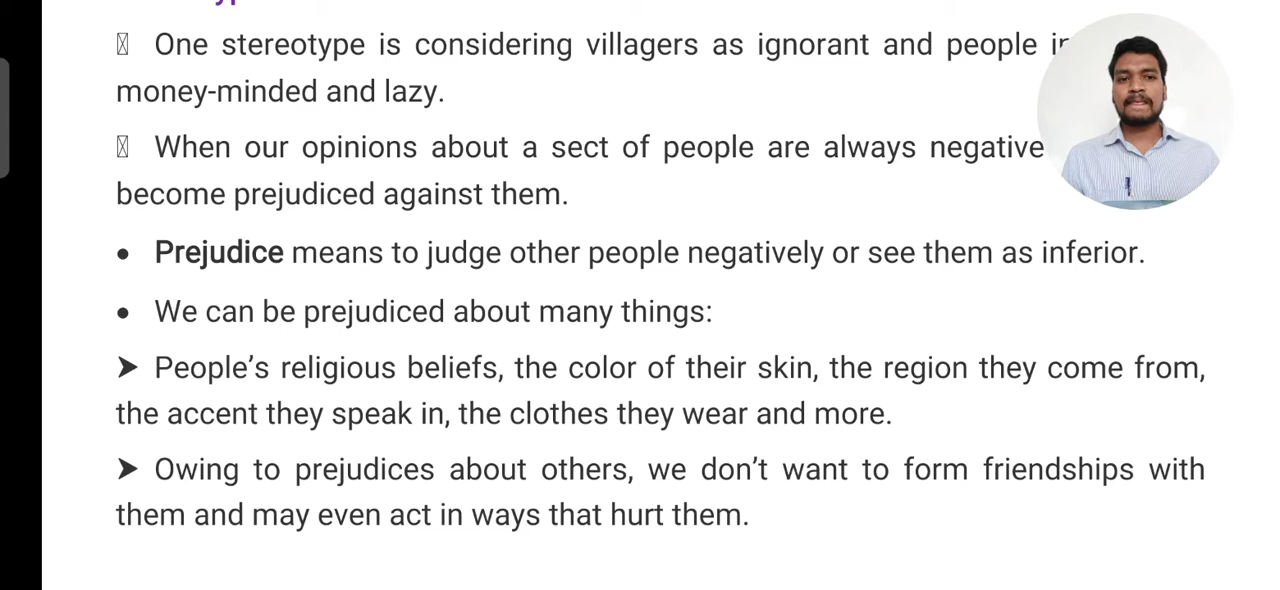 One stereotype is considering villagers as ignorant and people
money-minded and lazy.
When our opinions about a sect of people are always negative
become prejudiced against them.
• Prejudice means to judge other people negatively or see them as inferior.
• We can be prejudiced about many things:
➤ People’s religious beliefs, the color of their skin, the region they come from,
the accent they speak in, the clothes they wear and more.
➤ Owing to prejudices about others, we don’t want to form friendships with
them and may even act in ways that hurt them.